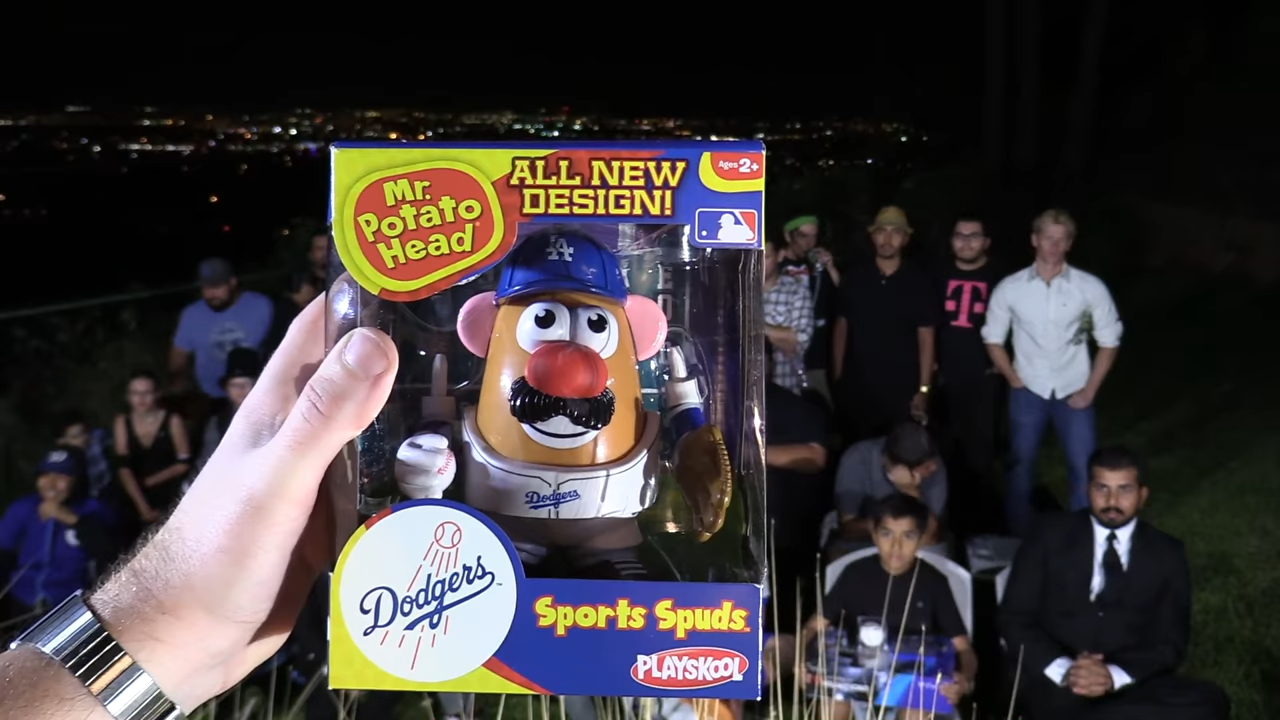 Mr.
Potato
Head
ALL NEW
DESIGN!
Ages 2+
LA
Dodgers
Dodgers
Sports Spuds
PLAYSKOOL
T